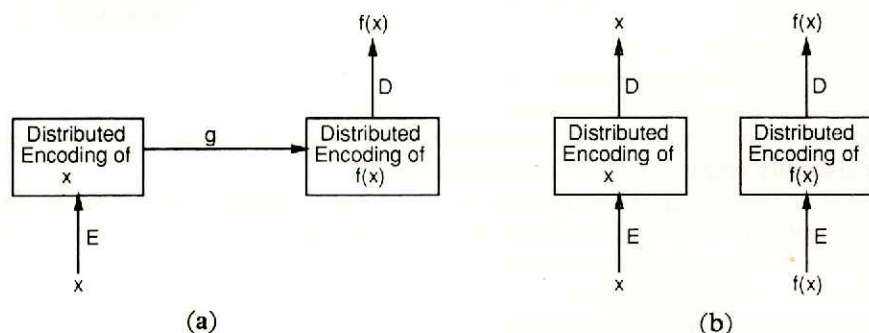 f(x)
D
Distributed
Encoding of
x
g
Distributed
Encoding of
f(x)
E
x
(a)
x
D
Distributed
Encoding of
x
E
x
f(x)
D
Distributed
Encoding of
f(x)
E
f(x)
(b)